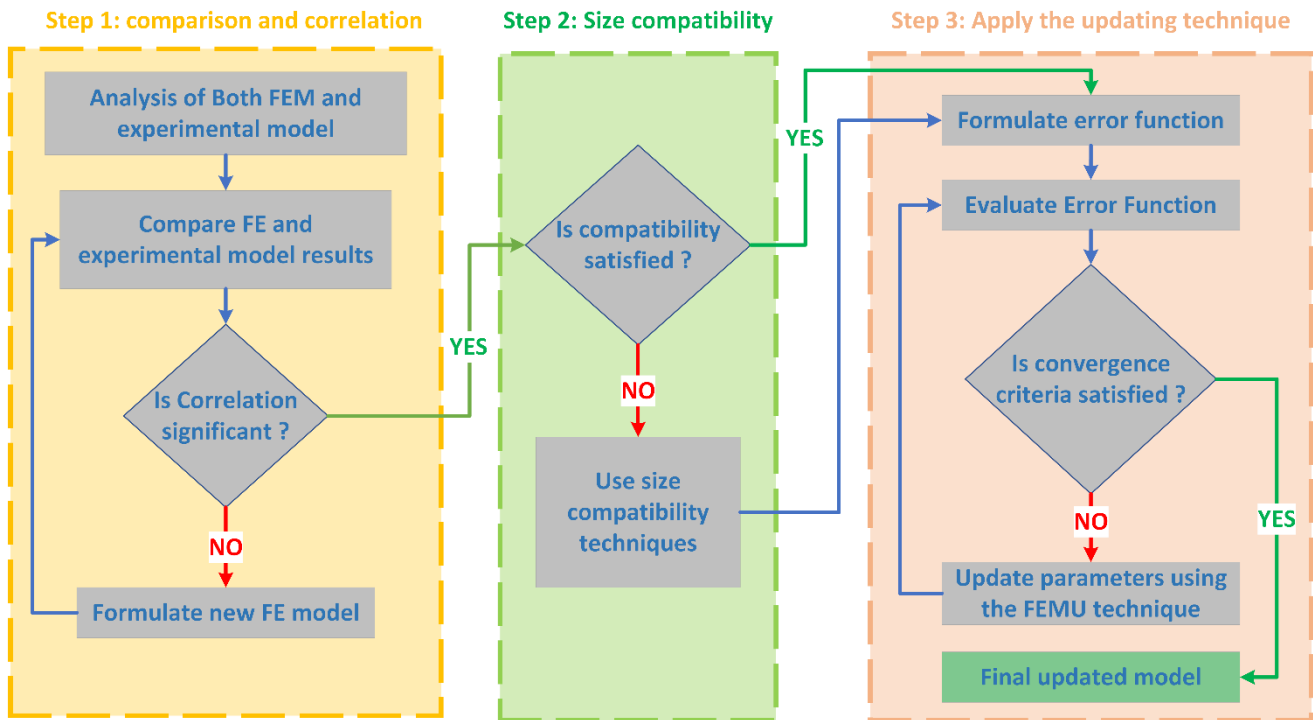 Step 1: comparison and correlation
Analysis of Both FEM and
experimental model
Compare FE and
experimental model results
Is Correlation
significant ?
YES
NO
Formulate new FE model
Step 2: Size compatibility
Is compatibility
satisfied ?
YES
NO
Use size
compatibility
techniques
Step 3: Apply the updating technique
Formulate error function
Evaluate Error Function
Is convergence
criteria satisfied ?
YES
NO
Update parameters using
the FEMU technique
Final updated model